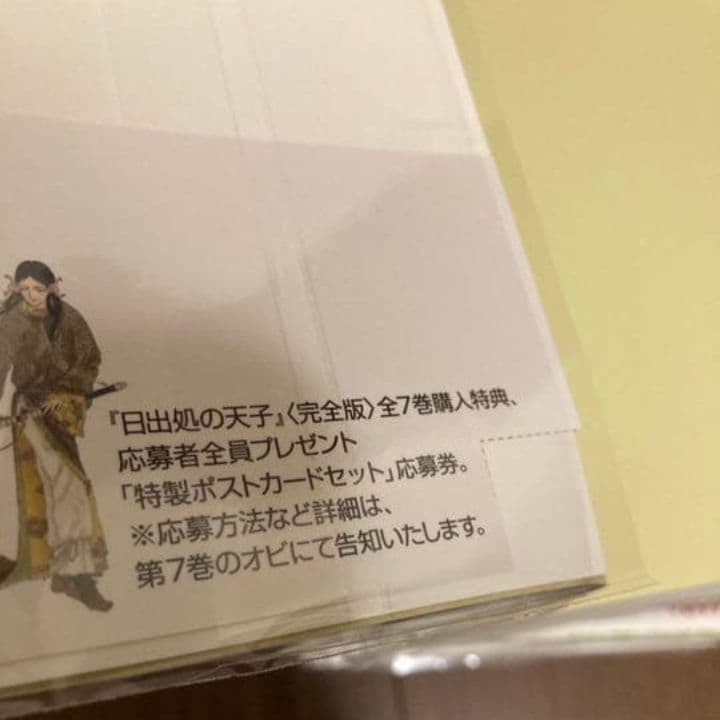 『日出処の天子』〈完全版〉全7巻購入特典、
応募者全員プレゼント
「特製ポストカードセット」応募券。
※応募方法など詳細は、
第7巻のオビにて告知いたします。